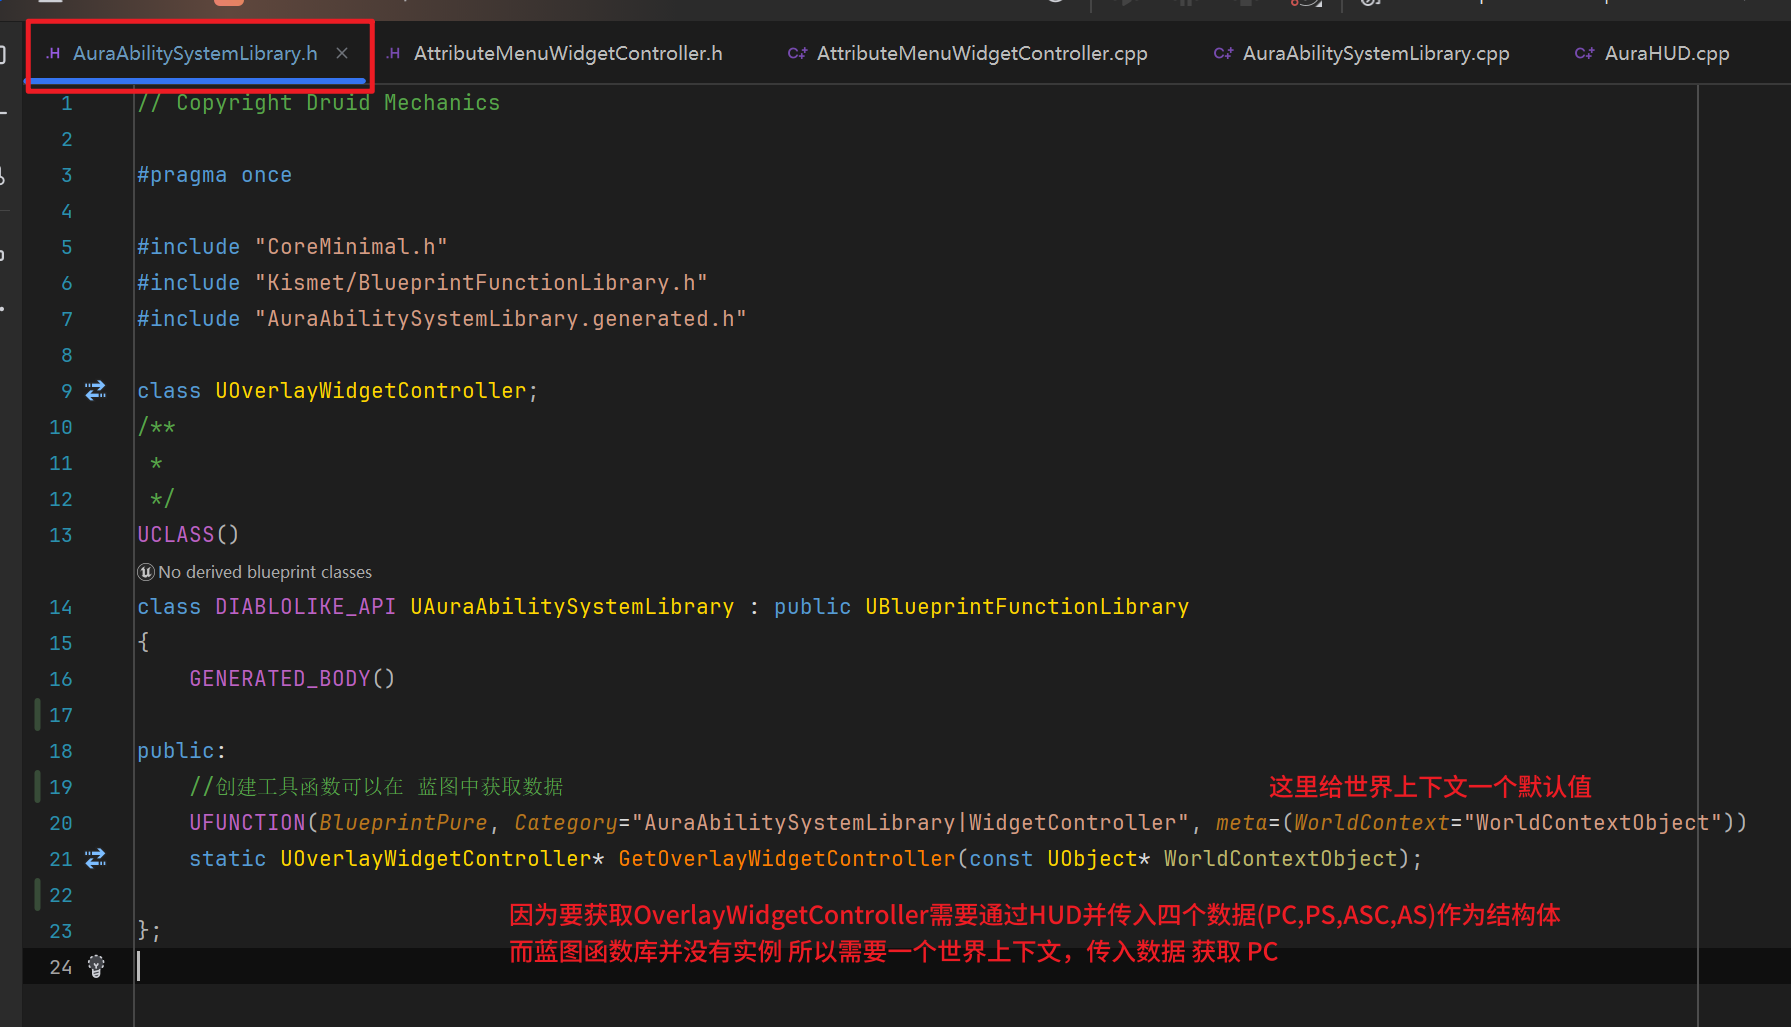 .H AuraAbilitySystemLibrary.h × .H AttributeMenuWidgetController.h C++ AttributeMenuWidgetController.cpp C++ AuraAbilitySystemLibrary.cpp C++ AuraHUD.cpp
1 // Copyright Druid Mechanics
2
3 #pragma once
4
5 #include "CoreMinimal.h"
6 #include "Kismet/BlueprintFunctionLibrary.h"
7 #include "AuraAbilitySystemLibrary.generated.h"
8
9 class UOverlayWidgetController;
10 /**
11 *
12 */
13 UCLASS()
No derived blueprint classes
14 class DIABLOLIKE_API UAuraAbilitySystemLibrary : public UBlueprintFunctionLibrary
15 {
16 GENERATED_BODY()
17
18 public:
19 //创建工具函数可以在 蓝图中获取数据 这里给世界上下文一个默认值
20 UFUNCTION(BlueprintPure, Category="AuraAbilitySystemLibrary|WidgetController", meta=(WorldContext="WorldContextObject"))
21 static UOverlayWidgetController* GetOverlayWidgetController(const UObject* WorldContextObject);
22
因为要获取OverlayWidgetController需要通过HUD并传入四个数据(PC,PS,ASC,AS)作为结构体
23 };
而蓝图函数库并没有实例 所以需要一个世界上下文，传入数据 获取 PC
24